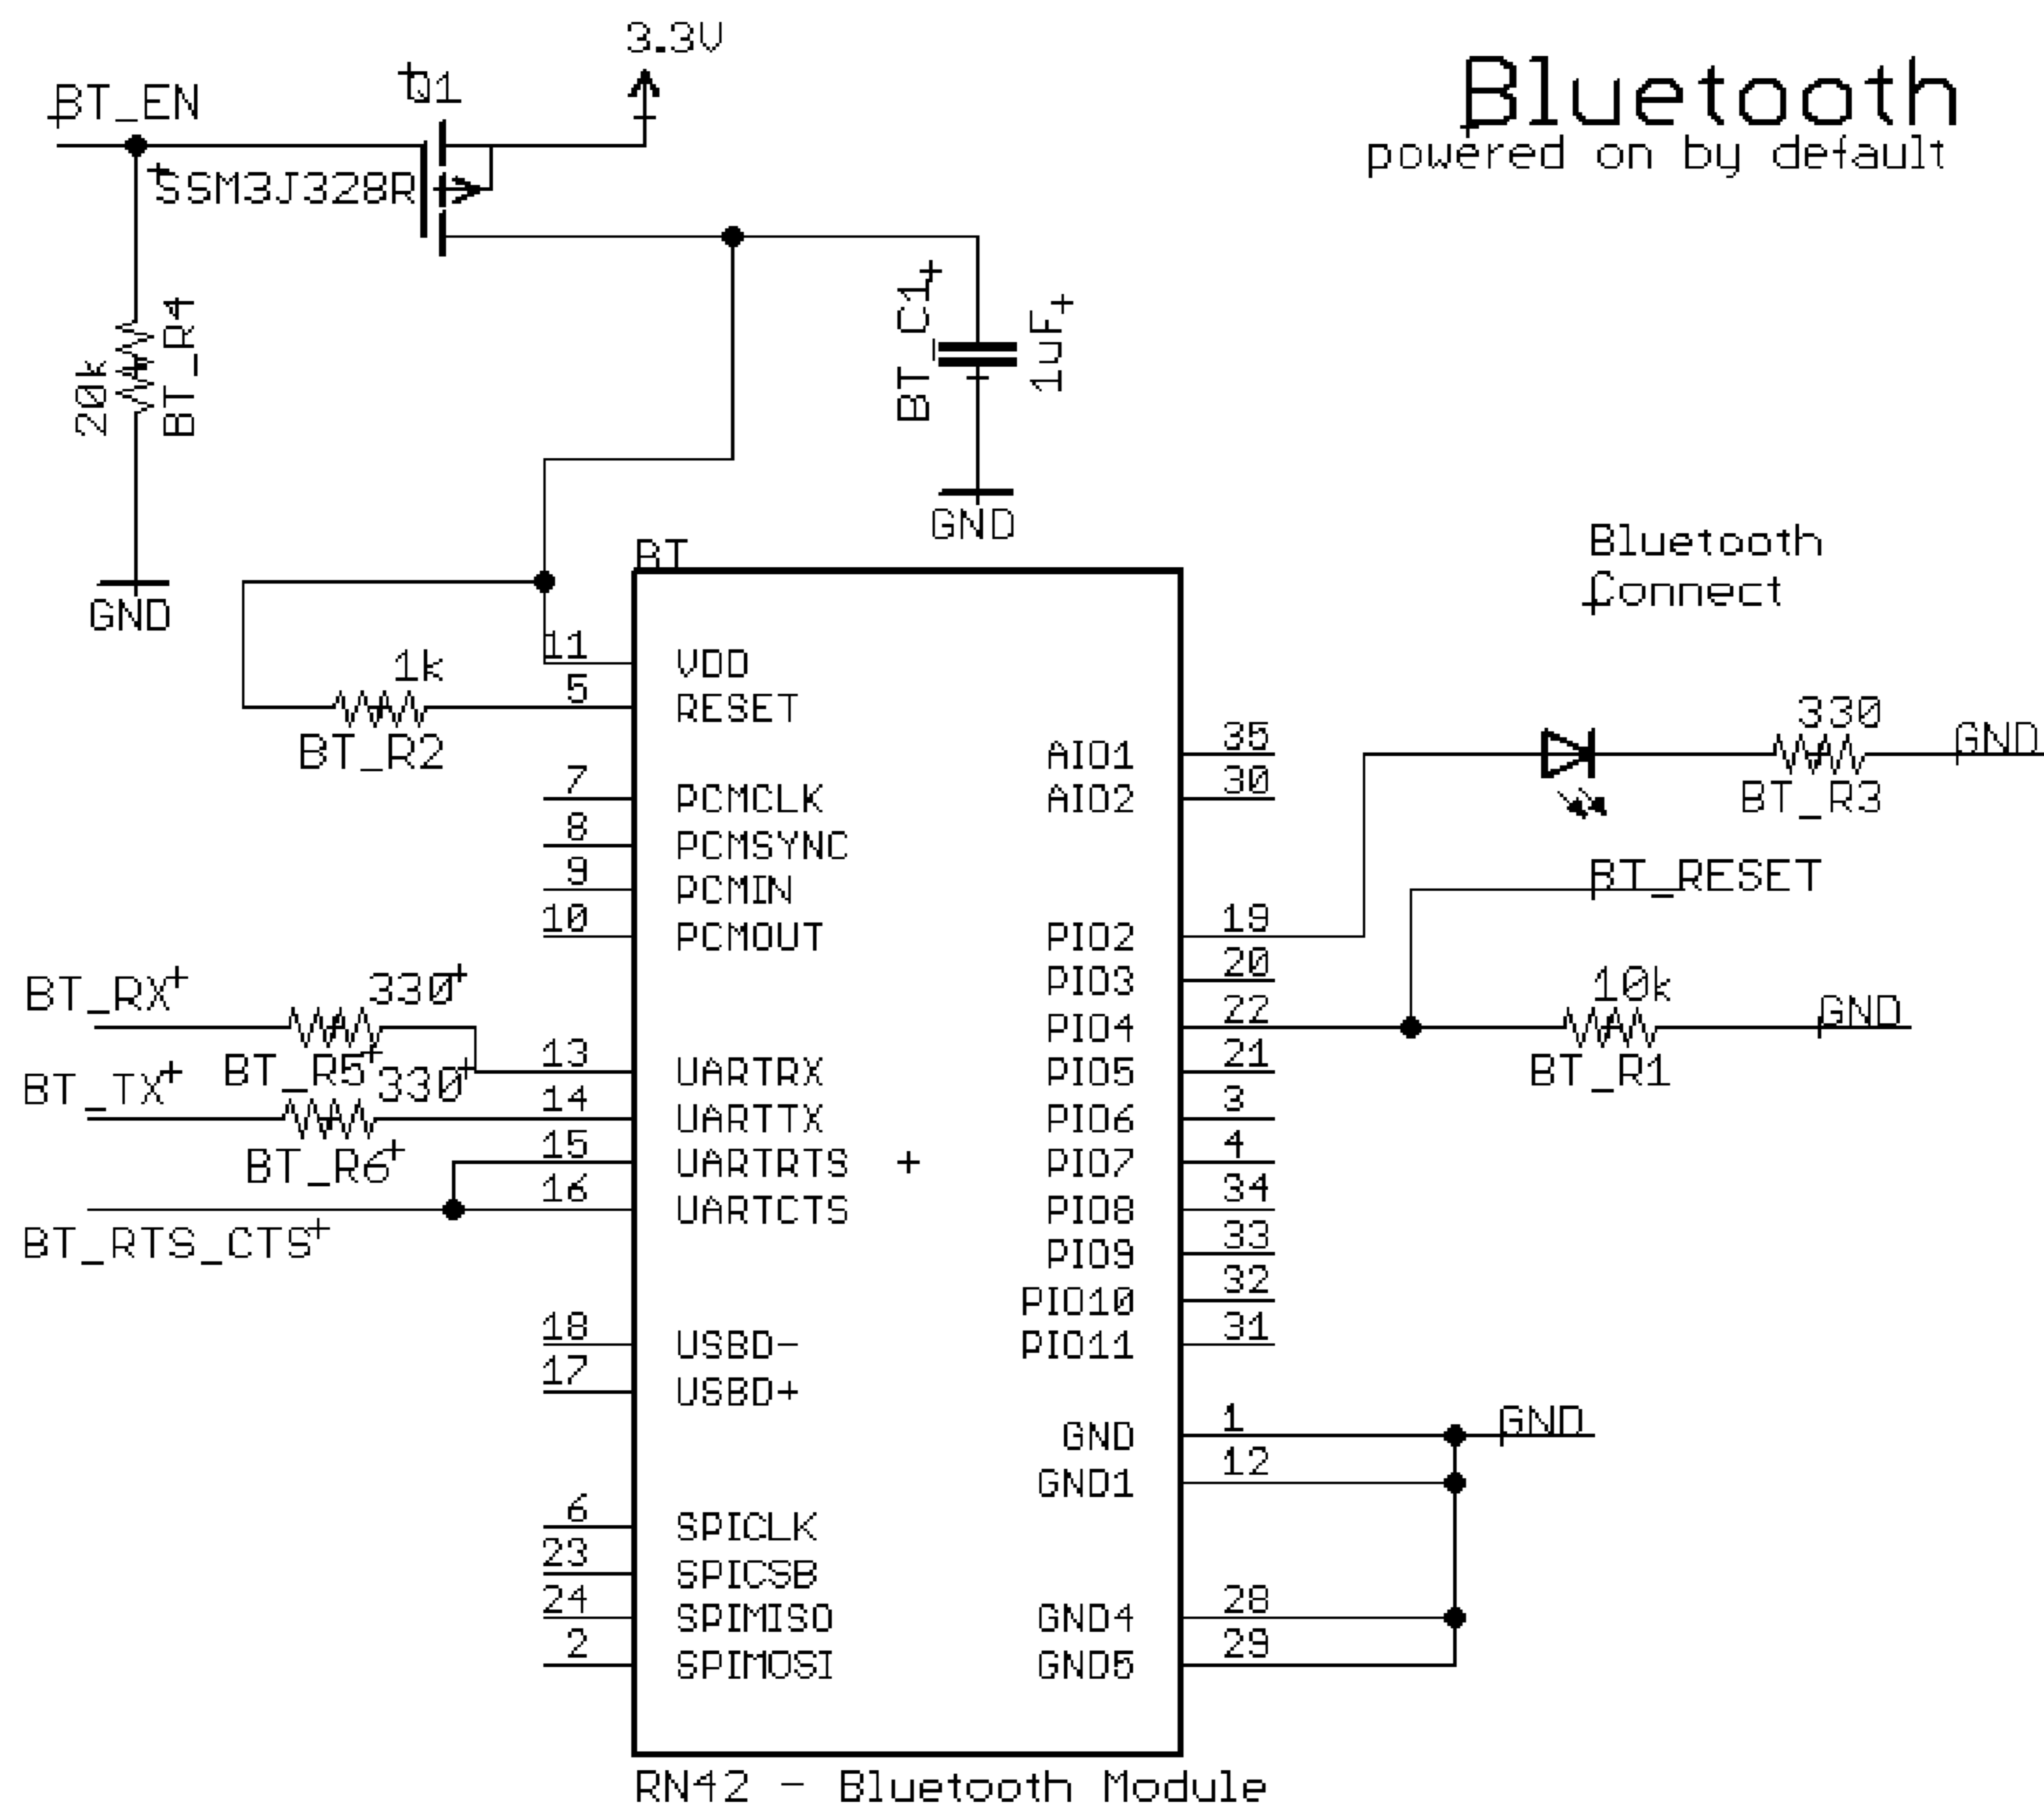 3.3V
Bluetooth
powered on by default
BT_EN
Q1
SSM3J328R
20k
BT_R4
GND
BT_C1
1uF
GND
Bluetooth
Connect
BT
1k
BT_R2
11 VDD
5 RESET
7 PCMCLK
8 PCMSYNC
9 PCMIN
10 PCMOUT
BT_RX
330
BT_R5
BT_TX
330
BT_R6
BT_RTS_CTS
13 UARTRX
14 UARTTX
15 UARTRTS
16 UARTCTS
18 USBD-
17 USBD+
6 SPICLK
23 SPICSB
24 SPIMISO
2 SPIMOSI
AIO1 35
AIO2 30
PIO2 19
PIO3 20
PIO4 22
PIO5 21
PIO6 3
PIO7 4
PIO8 34
PIO9 33
PIO10 32
PIO11 31
GND 1
GND1 12
GND4 28
GND5 29
330
GND
BT_R3
BT_RESET
10k
GND
BT_R1
GND
RN42 - Bluetooth Module